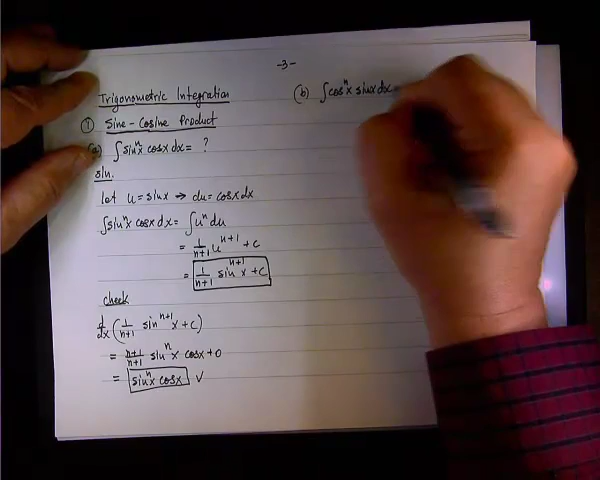 -3-
Trigonometric Integration
① Sine - Cosine Product
(a) ∫ sinⁿx cosx dx = ?
sln.
let u = sinx → du = cosx dx
∫ sinⁿx cosx dx = ∫ uⁿ du
= 1/(n+1) uⁿ⁺¹ + c
= 1/(n+1) sinⁿ⁺¹x + c
check
d/dx (1/(n+1) sinⁿ⁺¹x + c)
= (n+1)/(n+1) sinⁿx cosx + 0
= sinⁿx cosx ✓
(b) ∫ cosⁿx sinx dx =